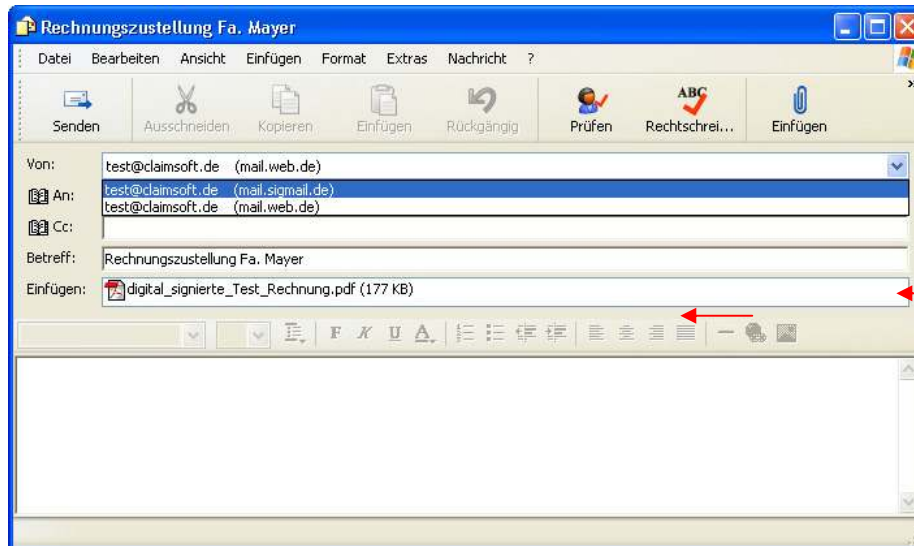 Rechnungszustellung Fa. Mayer
Datei Bearbeiten Ansicht Einfügen Format Extras Nachricht ?
Senden Ausschneiden Kopieren Einfügen Rückgängig Prüfen ABC Rechtschrei... Einfügen
Von: test@claimsoft.de (mail.web.de)
An: test@claimsoft.de (mail.sigmail.de)
test@claimsoft.de (mail.web.de)
Cc:
Betreff: Rechnungszustellung Fa. Mayer
Einfügen: digital_signierte_Test_Rechnung.pdf (177 KB)
F K U A